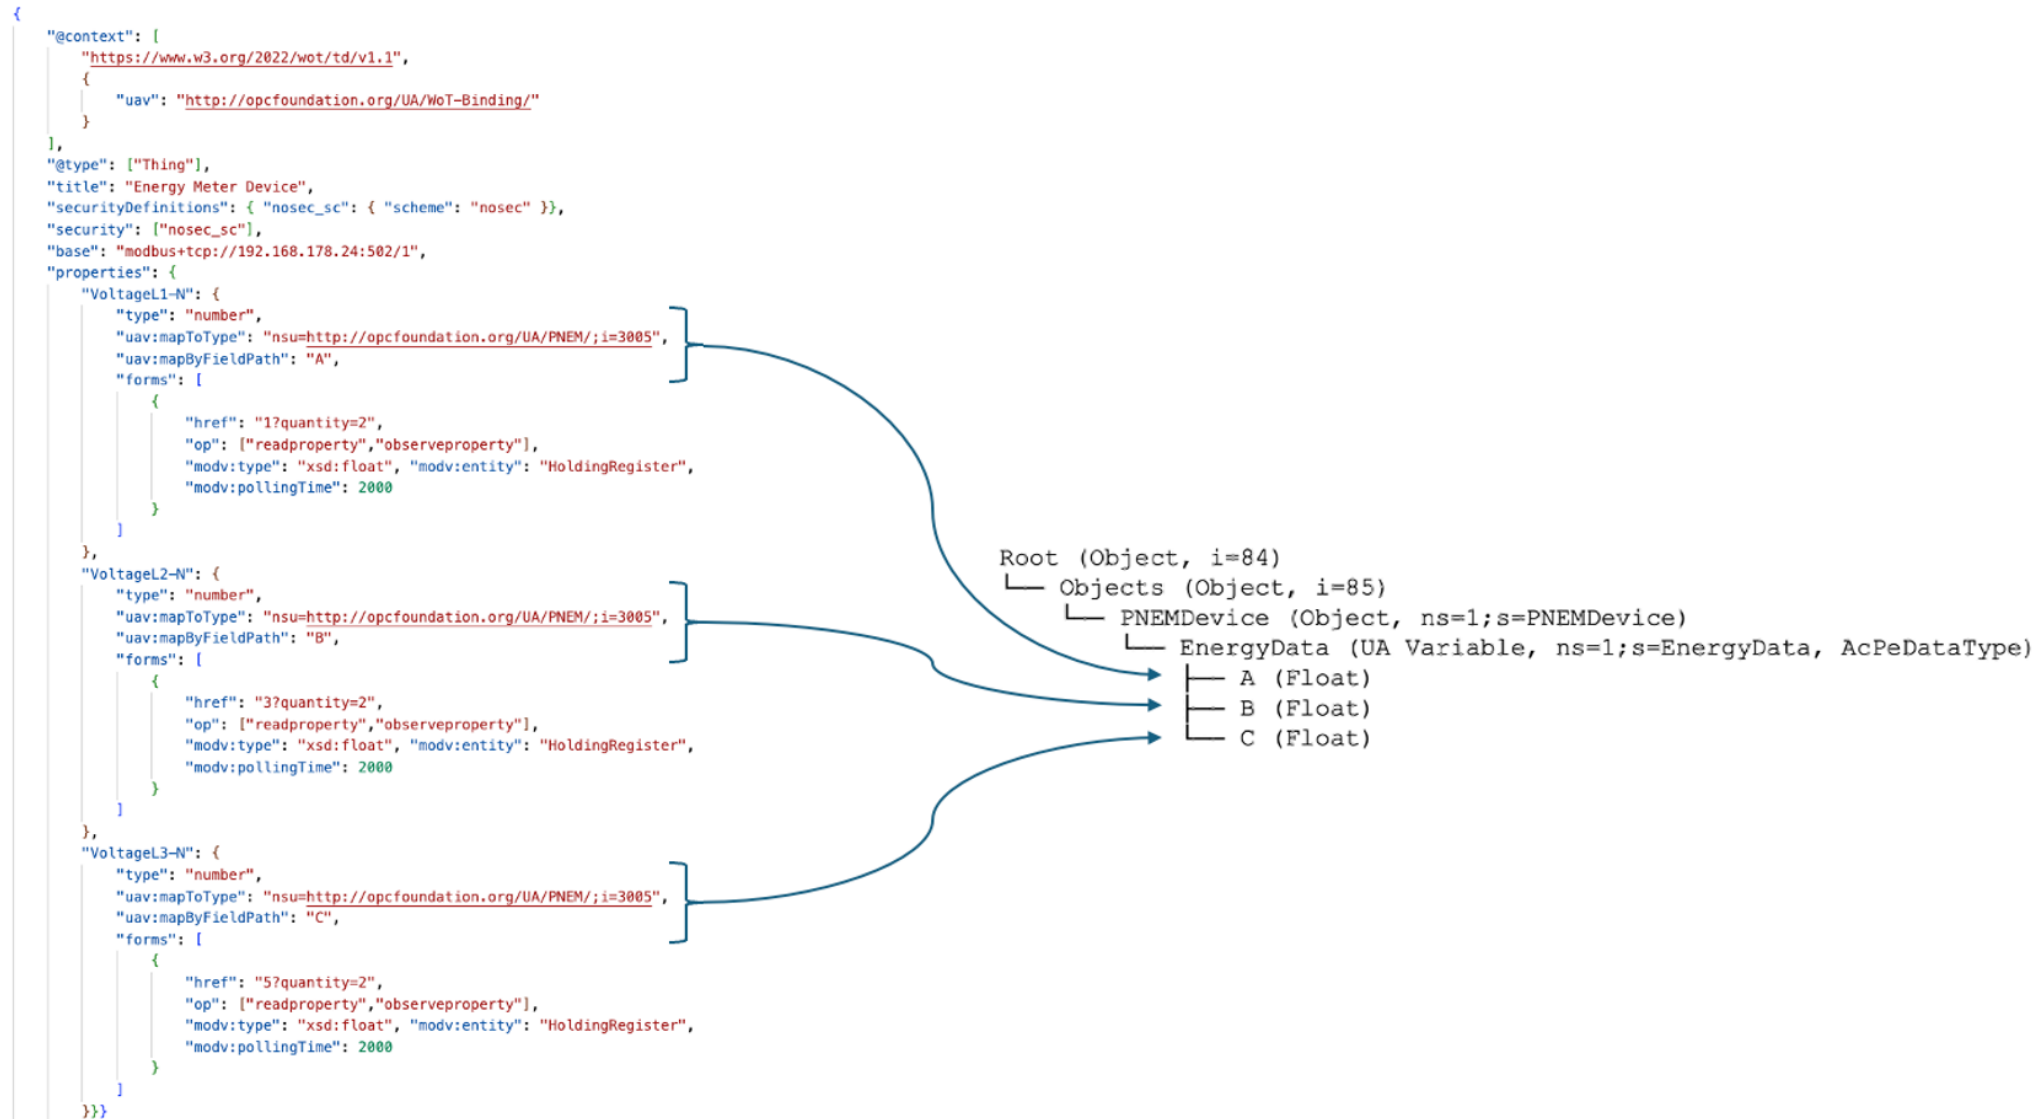 {
"@context": [
"https://www.w3.org/2022/wot/td/v1.1",
{
"uav": "http://opcfoundation.org/UA/WoT-Binding/"
}
],
"@type": ["Thing"],
"title": "Energy Meter Device",
"securityDefinitions": { "nosec_sc": { "scheme": "nosec" }},
"security": ["nosec_sc"],
"base": "modbus+tcp://192.168.178.24:502/1",
"properties": {
"VoltageL1-N": {
"type": "number",
"uav:mapToType": "nsu=http://opcfoundation.org/UA/PNEM/;i=3005",
"uav:mapByFieldPath": "A",
"forms": [
{
"href": "1?quantity=2",
"op": ["readproperty","observeproperty"],
"modv:type": "xsd:float", "modv:entity": "HoldingRegister",
"modv:pollingTime": 2000
}
]
},
"VoltageL2-N": {
"type": "number",
"uav:mapToType": "nsu=http://opcfoundation.org/UA/PNEM/;i=3005",
"uav:mapByFieldPath": "B",
"forms": [
{
"href": "3?quantity=2",
"op": ["readproperty","observeproperty"],
"modv:type": "xsd:float", "modv:entity": "HoldingRegister",
"modv:pollingTime": 2000
}
]
},
"VoltageL3-N": {
"type": "number",
"uav:mapToType": "nsu=http://opcfoundation.org/UA/PNEM/;i=3005",
"uav:mapByFieldPath": "C",
"forms": [
{
"href": "5?quantity=2",
"op": ["readproperty","observeproperty"],
"modv:type": "xsd:float", "modv:entity": "HoldingRegister",
"modv:pollingTime": 2000
}
]
}}}
Root (Object, i=84)
└── Objects (Object, i=85)
└── PNEMDevice (Object, ns=1;s=PNEMDevice)
└── EnergyData (UA Variable, ns=1;s=EnergyData, AcPeDataType)
├── A (Float)
├── B (Float)
└── C (Float)